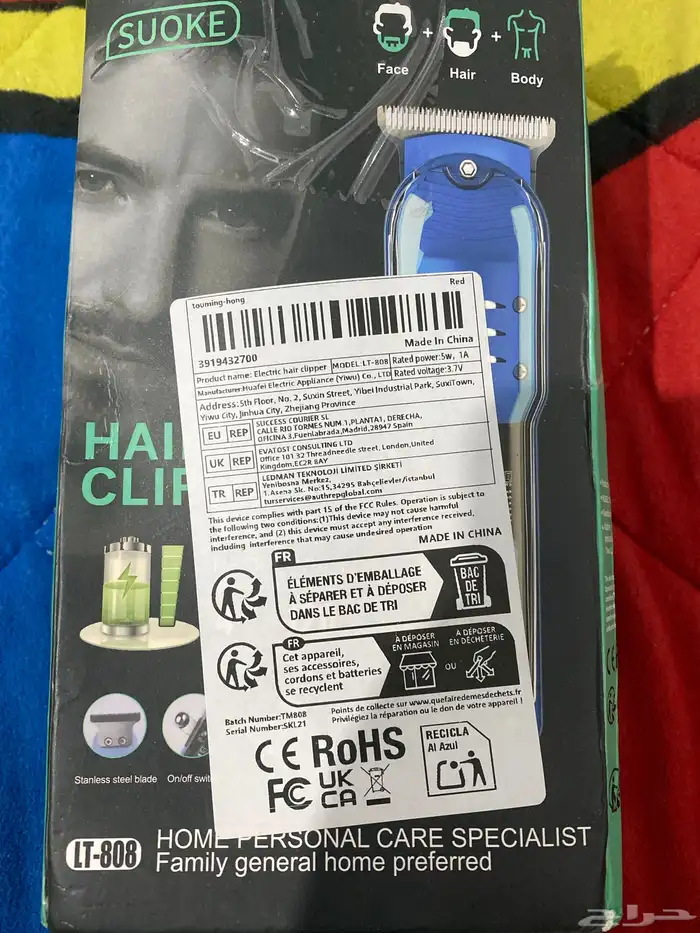 SUOKE
Face + Hair + Body
touming-hong
Red
3919432700
Made In China
Product name: Electric hair clipper MODEL: LT-808 Rated power:5w, 1A
Manufacturer:Huafei Electric Appliance (Yiwu) Co., LTD Rated voltage:3.7V
Address:5th Floor, No. 2, Suxin Street, Yibei Industrial Park, SuxiTown,
Yiwu City, Jinhua City, Zhejiang Province
EU REP SUCCESS COURIER SL
CALLE RIO TORMES NUM.1,PLANTA1, DERECHA,
OFICINA 3,Fuenlabrada,Madrid,28947 Spain
UK REP EVATOST CONSULTING LTD
Office 101 32 Threadneedle street, London,United
Kingdom,EC2R 8AY
TR REP LEDMAN TEKNOLOJI LİMİTED ŞİRKETİ
Yenibosna Merkez,
1.Asena Sk. No:15,34295 Bahçelievler/istanbul
turservices@authrepglobal.com
This device complies with part 15 of the FCC Rules. Operation is subject to
the following two conditions:(1)This device may not cause harmful
interference, and (2) this device must accept any interference received,
including interference that may cause undesired operation
MADE IN CHINA
FR
ÉLÉMENTS D'EMBALLAGE
À SÉPARER ET À DÉPOSER
DANS LE BAC DE TRI
BAC
DE
TRI
FR
Cet appareil,
ses accessoires,
cordons et batteries
se recyclent
À DÉPOSER
EN MAGASIN
OU
À DÉPOSER
EN DÉCHÈTERIE
Points de collecte sur www.quefairedemesdechets.fr
Privilégiez la réparation ou le don de votre appareil !
Batch Number:TM808
Serial Number:SKL21
CE RoHS
FC UK
CA
RECICLA
Al Azul
HAI
CLIP
Stanless steel blade
On/off swit
LT-808
HOME PERSONAL CARE SPECIALIST
Family general home preferred
حراج